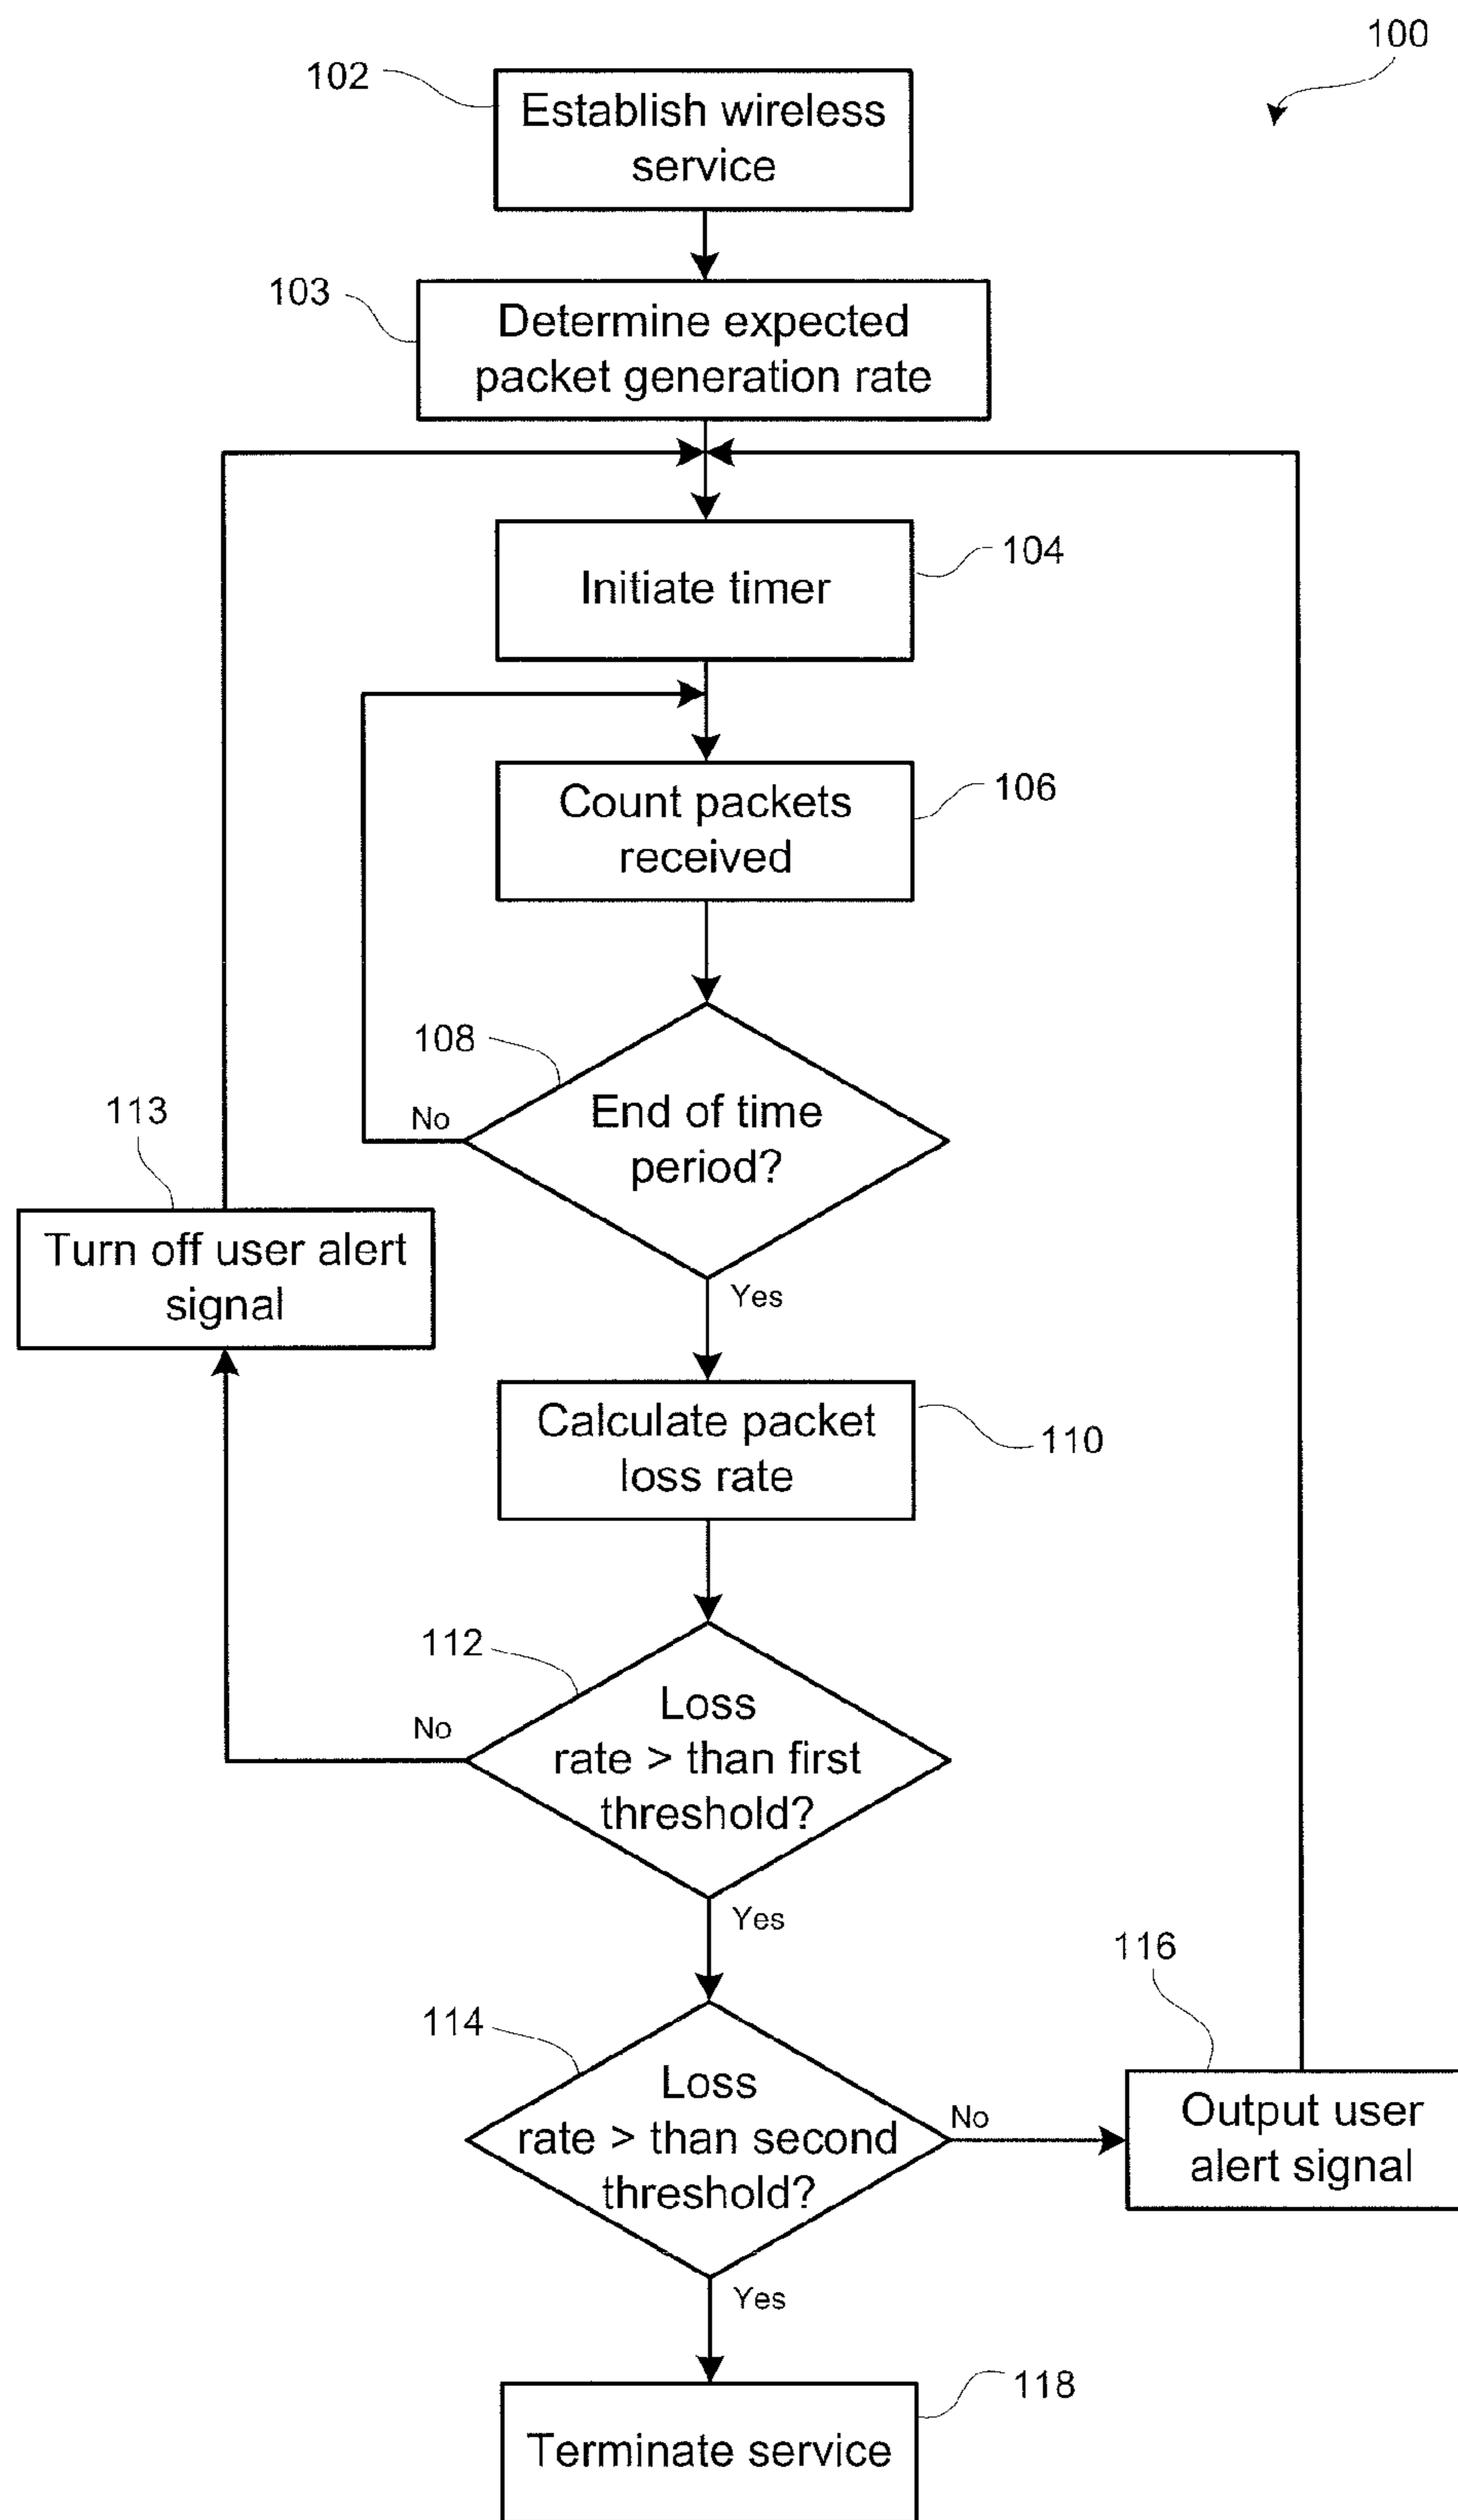 100
102
Establish wireless
service
103
Determine expected
packet generation rate
104
Initiate timer
106
Count packets
received
108
End of time
period?
No
Yes
113
Turn off user alert
signal
110
Calculate packet
loss rate
112
Loss
rate > than first
threshold?
No
Yes
114
Loss
rate > than second
threshold?
No
Yes
116
Output user
alert signal
118
Terminate service